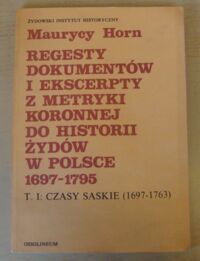 ŻYDOWSKI INSTYTUT HISTORYCZNY
Maurycy Horn
REGESTY
DOKUMENTÓW
I EKSCERPTY
Z METRYKI
KORONNEJ
DO HISTORII
ŻYDÓW
W POLSCE
1697-1795
T. I: CZASY SASKIE (1697-1763)
OSSOLINEUM